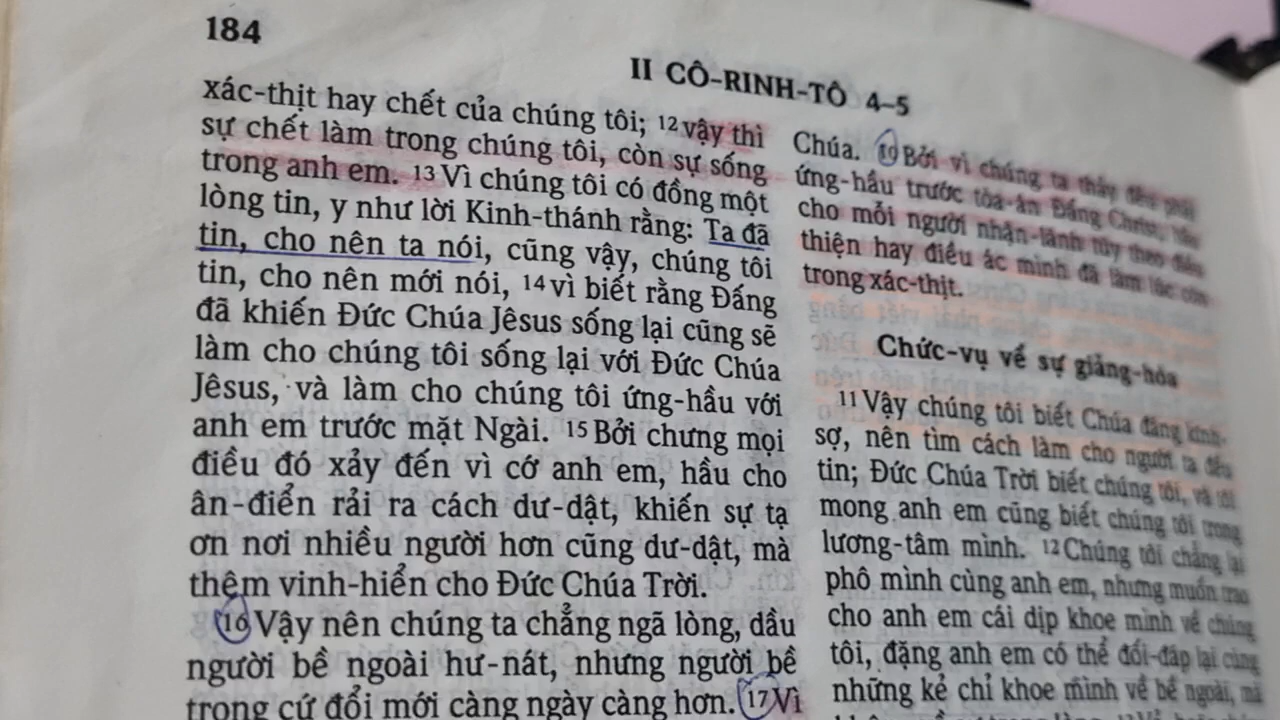 184
II CÔ-RINH-TÔ 4-5
xác-thịt hay chết của chúng tôi; 12 vậy thì
sự chết làm trong chúng tôi, còn sự sống
trong anh em. 13 Vì chúng tôi có đồng một
lòng tin, y như lời Kinh-thánh rằng: Ta đã
tin, cho nên ta nói, cũng vậy, chúng tôi
tin, cho nên mới nói, 14 vì biết rằng Đấng
đã khiến Đức Chúa Jêsus sống lại cũng sẽ
làm cho chúng tôi sống lại với Đức Chúa
Jêsus, và làm cho chúng tôi ứng-hầu với
anh em trước mặt Ngài. 15 Bởi chưng mọi
điều đó xảy đến vì cớ anh em, hầu cho
ân-điển rải ra cách dư-dật, khiến sự tạ
ơn nơi nhiều người hơn cũng dư-dật, mà
thêm vinh-hiển cho Đức Chúa Trời.
16 Vậy nên chúng ta chẳng ngã lòng, dầu
người bề ngoài hư-nát, nhưng người bề
trong cứ đổi mới càng ngày càng hơn. 17 Vì
Chúa. 10 Bởi vì chúng ta thảy đều phải
ứng-hầu trước tòa-án Đấng Christ, hầu
cho mỗi người nhận-lãnh tùy theo điều
thiện hay điều ác mình đã làm lúc còn
trong xác-thịt.
Chức-vụ về sự giảng-hòa
11 Vậy chúng tôi biết Chúa đáng kính-
sợ, nên tìm cách làm cho người ta đều
tin; Đức Chúa Trời biết chúng tôi, và tôi
mong anh em cũng biết chúng tôi trong
lương-tâm mình. 12 Chúng tôi chẳng lại
phô mình cùng anh em, nhưng muốn trao
cho anh em cái dịp khoe mình về chúng
tôi, đặng anh em có thể đối-đáp lại cùng
những kẻ chỉ khoe mình về bề ngoài, mà